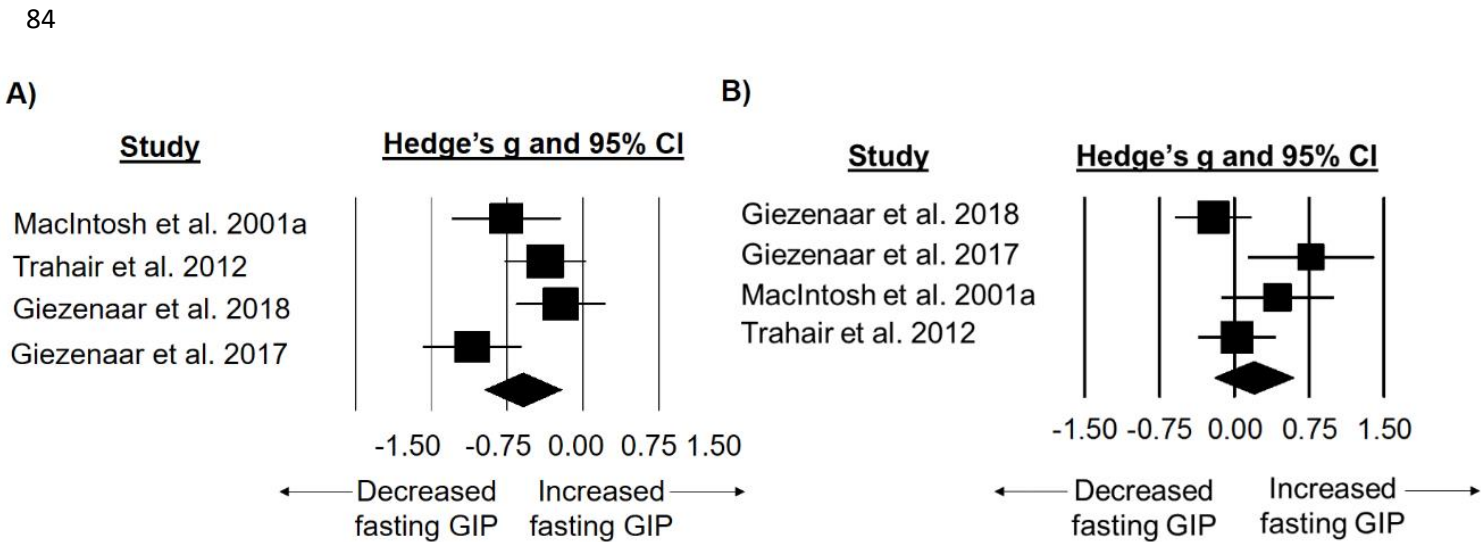 84
A)
Study
Hedge's g and 95% CI
MacIntosh et al. 2001a
Trahair et al. 2012
Giezenaar et al. 2018
Giezenaar et al. 2017
-1.50 -0.75 0.00 0.75 1.50
Decreased fasting GIP
Increased fasting GIP
B)
Study
Hedge's g and 95% CI
Giezenaar et al. 2018
Giezenaar et al. 2017
MacIntosh et al. 2001a
Trahair et al. 2012
-1.50 -0.75 0.00 0.75 1.50
Decreased fasting GIP
Increased fasting GIP